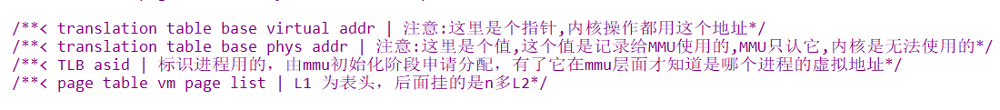 /**< translation table base virtual addr | 注意:这里是个指针,内核操作都用这个地址*/
/**< translation table base phys addr | 注意:这里是个值,这个值是记录给MMU使用的,MMU只认它,内核是无法使用的*/
/**< TLB asid | 标识进程用的，由mmu初始化阶段申请分配，有了它在mmu层面才知道是哪个进程的虚拟地址*/
/**< page table vm page list | L1 为表头，后面挂的是n多L2*/